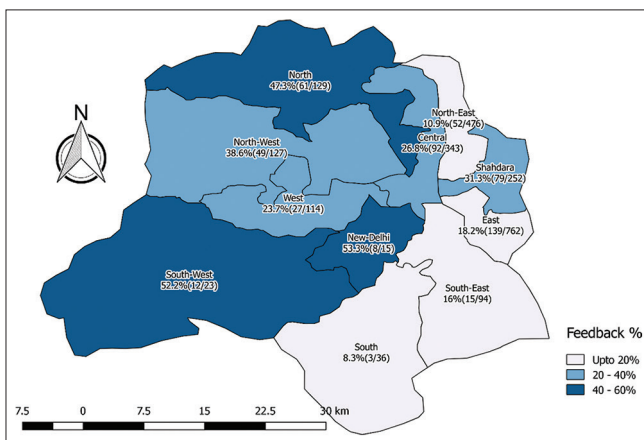 North
47.3%(61/129)
N
North-East
10.9%(52/476)
North-West
38.6%(49/127)
Central
26.8%(92/343)
Shahdara
31.3%(79/252)
West
23.7%(27/114)
East
18.2%(139/762)
New-Delhi
53.3%(8/15)
South-West
52.2%(12/23)
South-East
16%(15/94)
South
8.3%(3/36)
Feedback %
Upto 20%
20 - 40%
40 - 60%
7.5 0 7.5 15 22.5 30 km